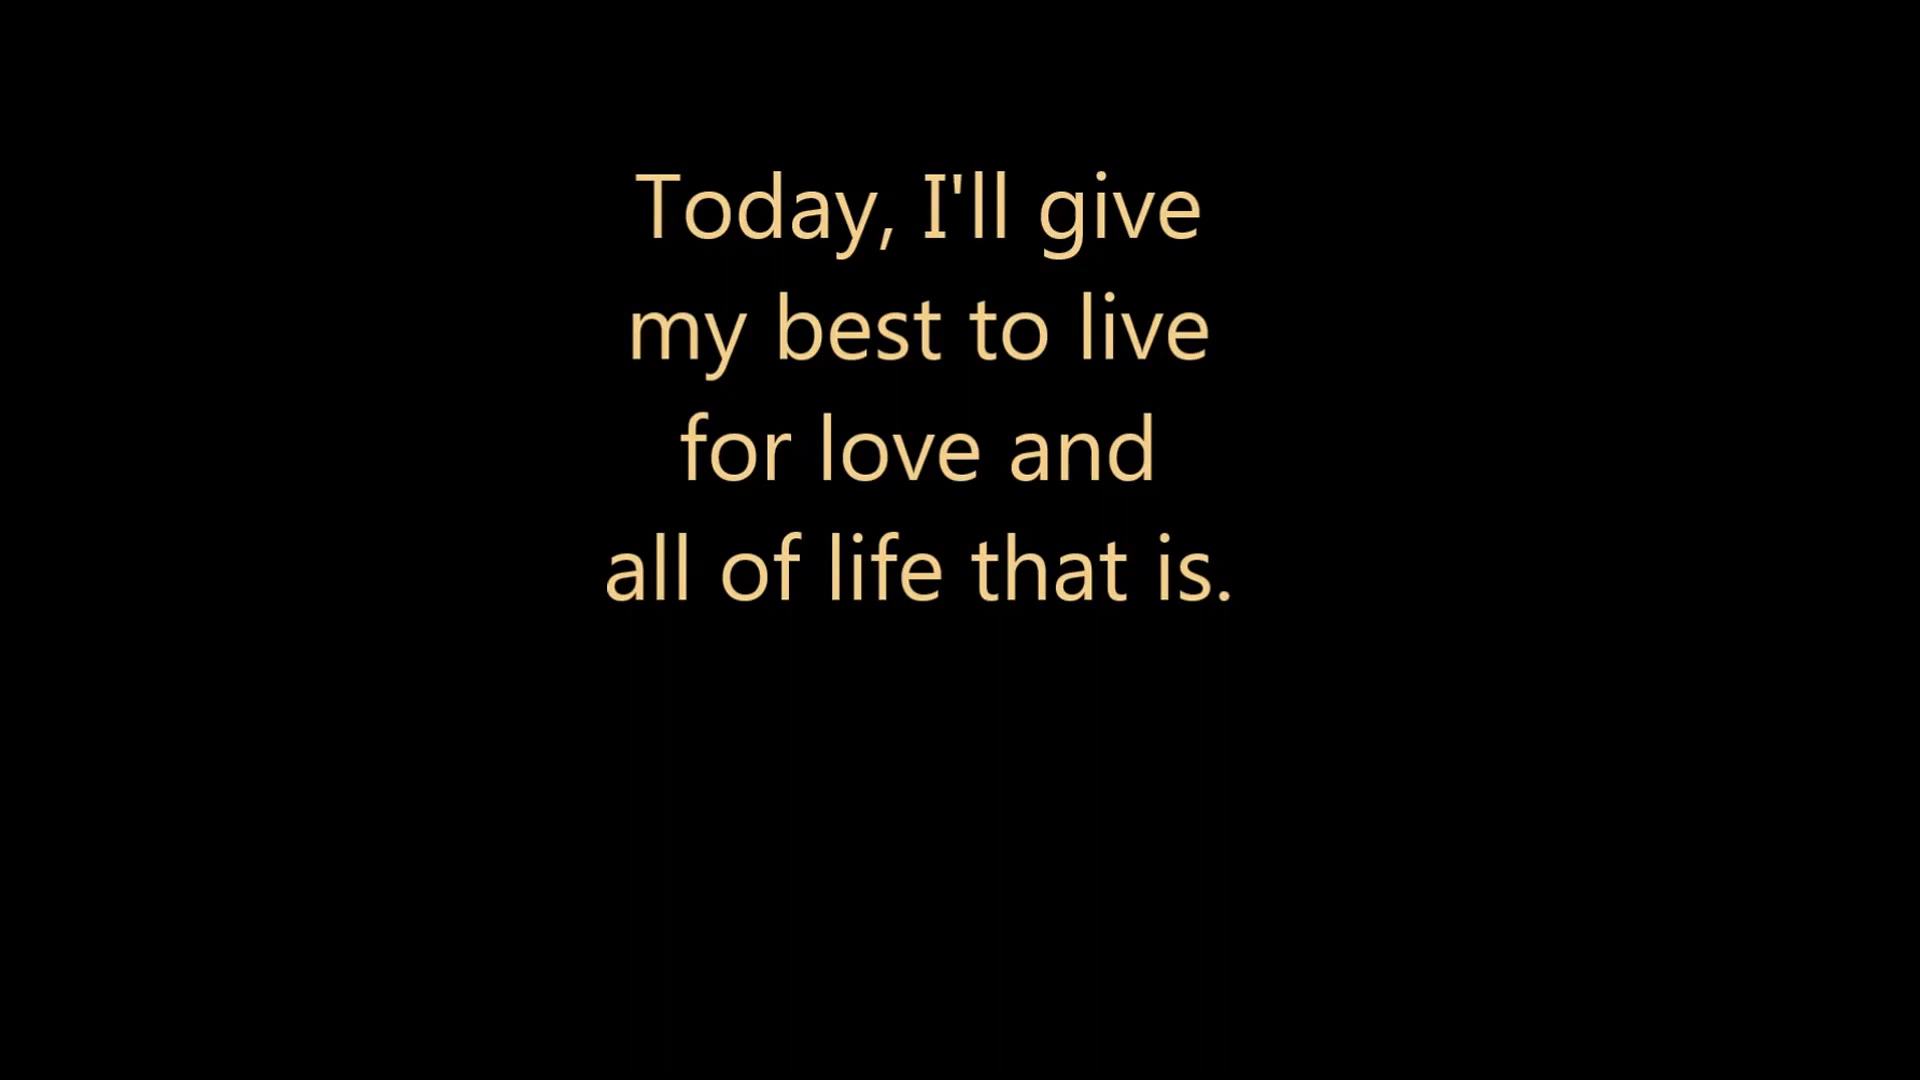 Today, I'll give
my best to live
for love and
all of life that is.